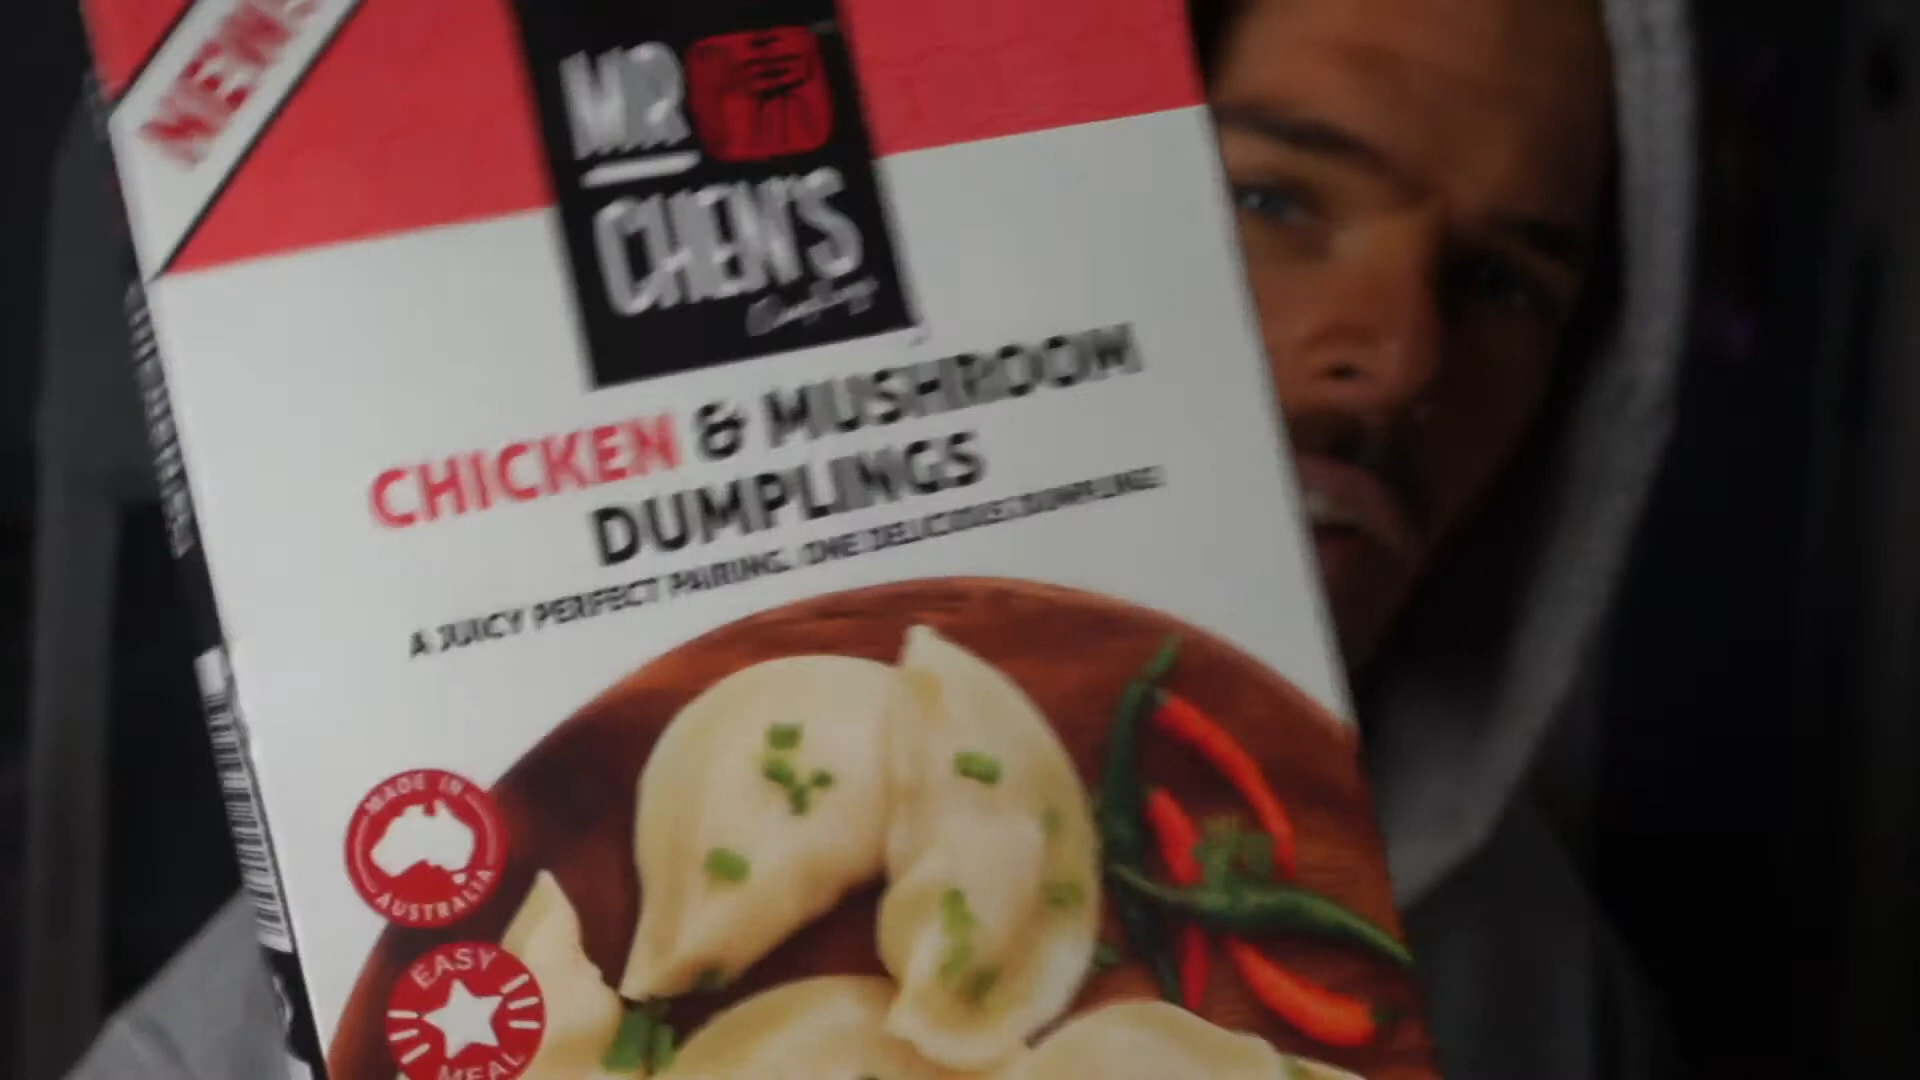 NEW
MR
CHEN'S
CHICKEN & MUSHROOM
DUMPLINGS
A JUICY PERFECT PAIRING. ONE DELICIOUS DUMPLING!
MADE IN
AUSTRALIA
EASY
MEAL